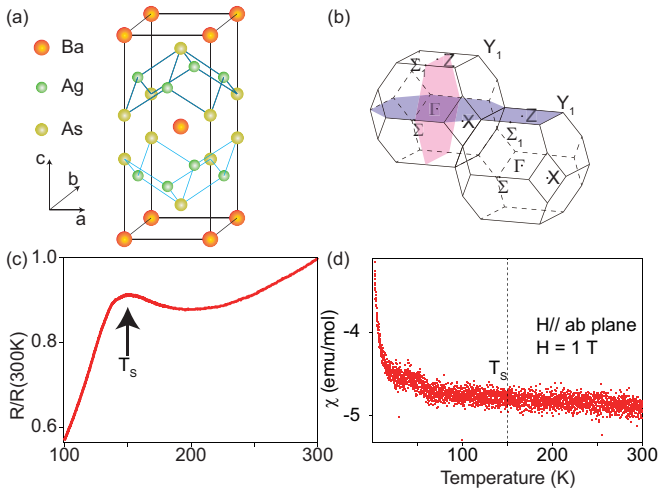 (a)
Ba
Ag
As
c
b
a
(b)
Z
Y1
Σ1
Γ
X
Z
Y1
Σ
Σ1
Γ
X
Σ
(c)
1.0
0.8
0.6
R/R(300K)
Ts
100
200
300
(d)
-4
-5
χ (emu/mol)
H// ab plane
H = 1 T
Ts
100
200
300
Temperature (K)